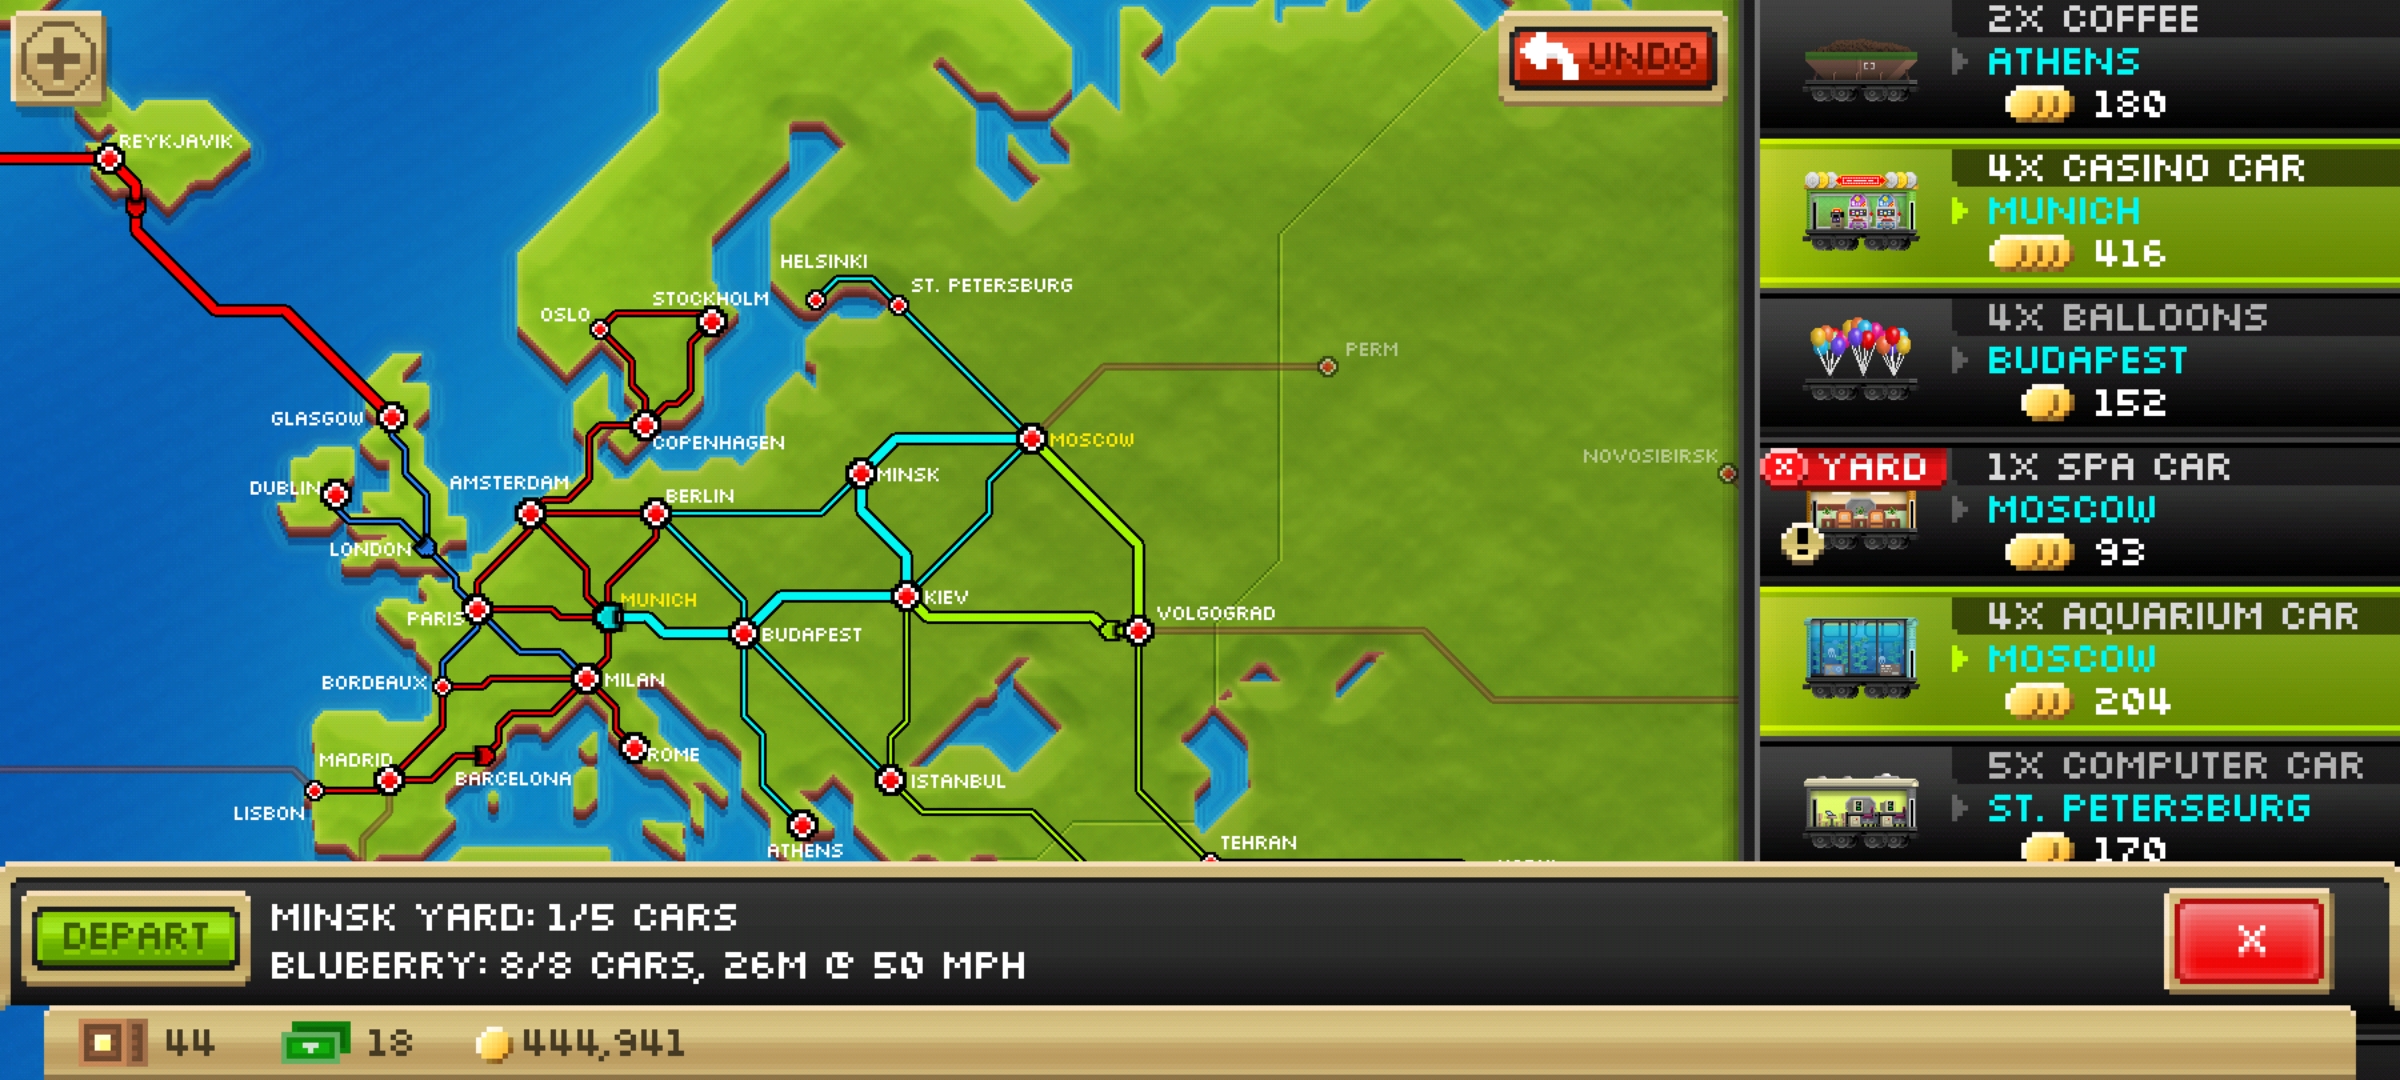 REYKJAVIK
UNDO
HELSINKI
ST. PETERSBURG
STOCKHOLM
OSLO
PERM
GLASGOW
COPENHAGEN
MOSCOW
NOVOSIBIRSK
MINSK
DUBLIN
AMSTERDAM
BERLIN
LONDON
MUNICH
KIEV
VOLGOGRAD
PARIS
BUDAPEST
BORDEAUX
MILAN
MADRID
ROME
BARCELONA
ISTANBUL
LISBON
ATHENS
TEHRAN
2X COFFEE
ATHENS
180
4X CASINO CAR
MUNICH
416
4X BALLOONS
BUDAPEST
152
YARD
1X SPA CAR
MOSCOW
93
4X AQUARIUM CAR
MOSCOW
204
5X COMPUTER CAR
ST. PETERSBURG
170
DEPART
MINSK YARD: 1/5 CARS
BLUBERRY: 8/8 CARS, 26M @ 50 MPH
X
44
18
444,941